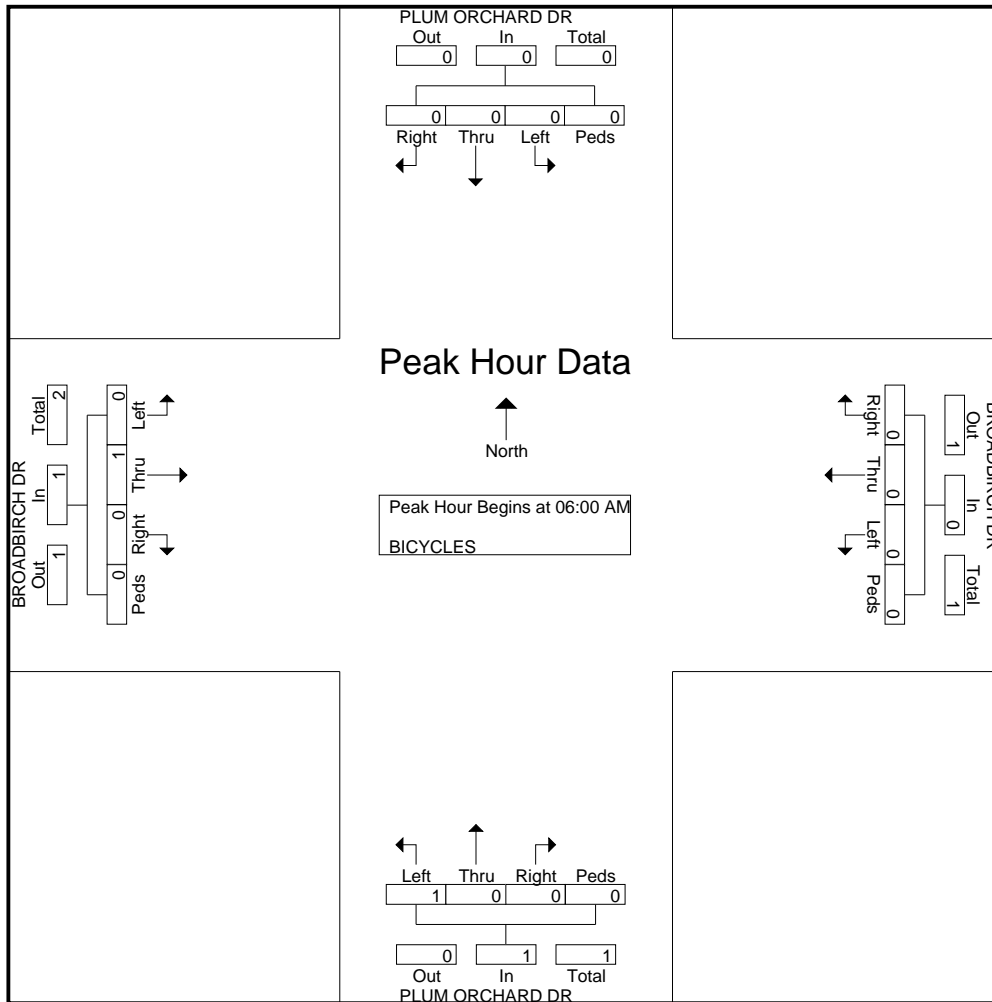 PLUM ORCHARD DR
Out In Total
0 0 0
0 0 0 0
Right Thru Left Peds
Peak Hour Data
North
Peak Hour Begins at 06:00 AM
BICYCLES
BROADBIRCH DR
Out In Total
1 1 2
Left Thru Right Peds
0 1 0 0
BROADBIRCH DR
Out In Total
1 0 1
Right Thru Left Peds
0 0 0 0
Left Thru Right Peds
1 0 0 0
0 1 1
Out In Total
PLUM ORCHARD DR